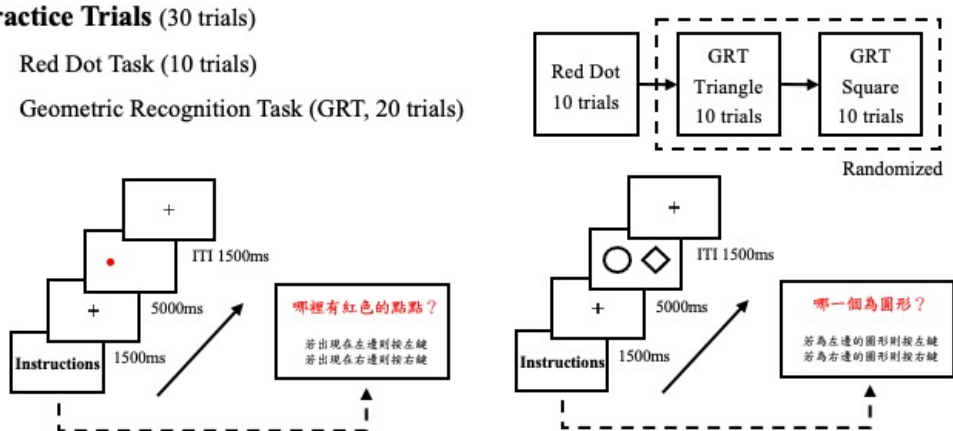 ractice Trials (30 trials)
Red Dot Task (10 trials)
Geometric Recognition Task (GRT, 20 trials)
Red Dot
10 trials
GRT
Triangle
10 trials
GRT
Square
10 trials
Randomized
+
ITI 1500ms
+
5000ms
Instructions
1500ms
哪裡有紅色的點點？
若出現在左邊則按左鍵
若出現在右邊則按右鍵
+
ITI 1500ms
+
5000ms
Instructions
1500ms
哪一個為圓形？
若為左邊的圖形則按左鍵
若為右邊的圖形則按右鍵